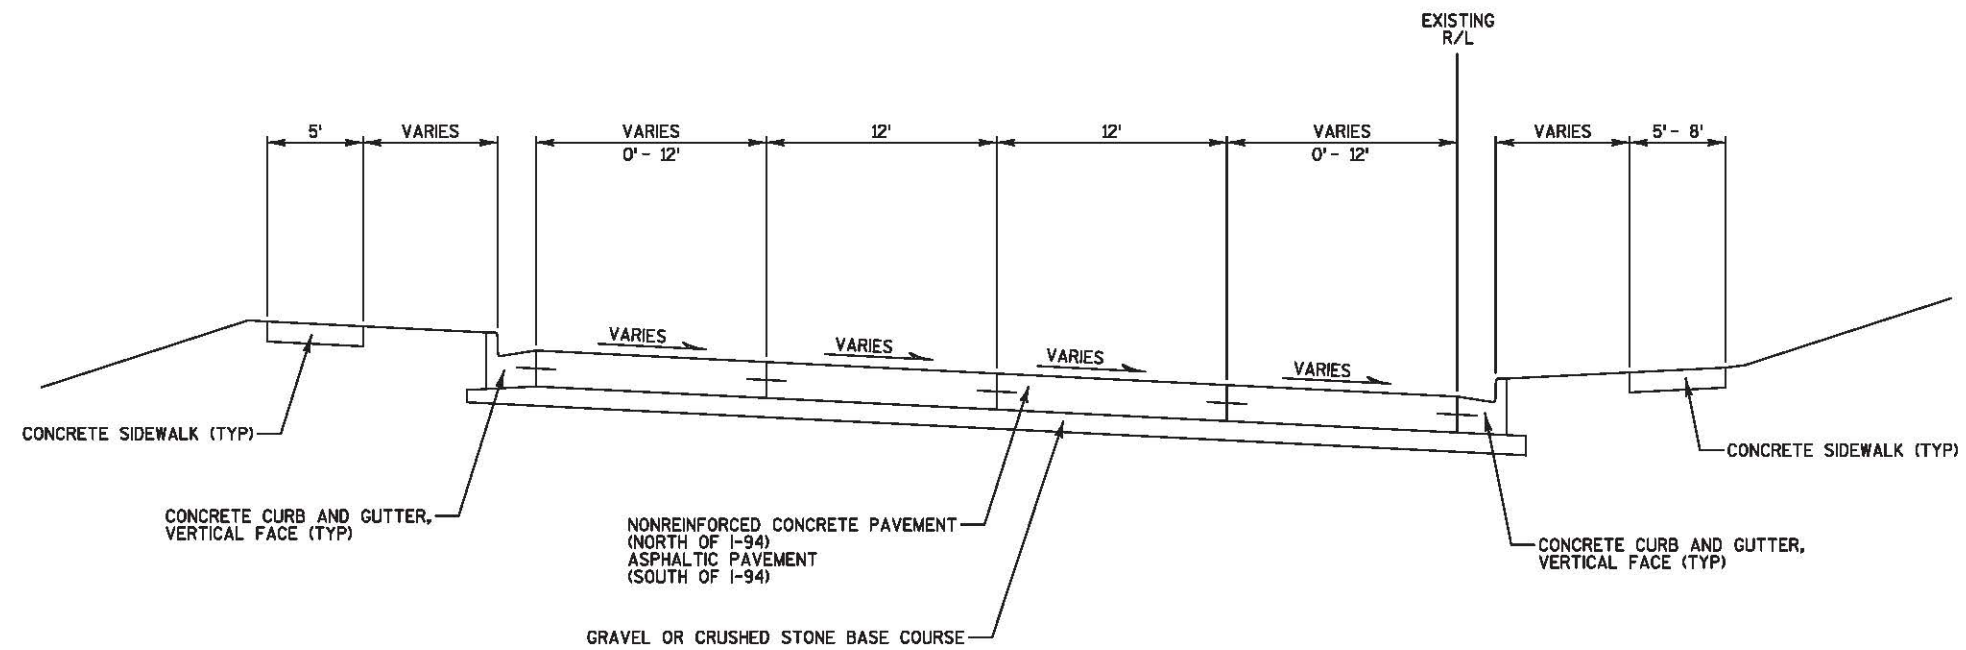 EXISTING
R/L
5'
VARIES
VARIES
0' - 12'
12'
12'
VARIES
0' - 12'
VARIES
5' - 8'
VARIES
VARIES
VARIES
VARIES
CONCRETE SIDEWALK (TYP)
CONCRETE SIDEWALK (TYP)
CONCRETE CURB AND GUTTER,
VERTICAL FACE (TYP)
NONREINFORCED CONCRETE PAVEMENT
(NORTH OF I-94)
ASPHALTIC PAVEMENT
(SOUTH OF I-94)
CONCRETE CURB AND GUTTER,
VERTICAL FACE (TYP)
GRAVEL OR CRUSHED STONE BASE COURSE